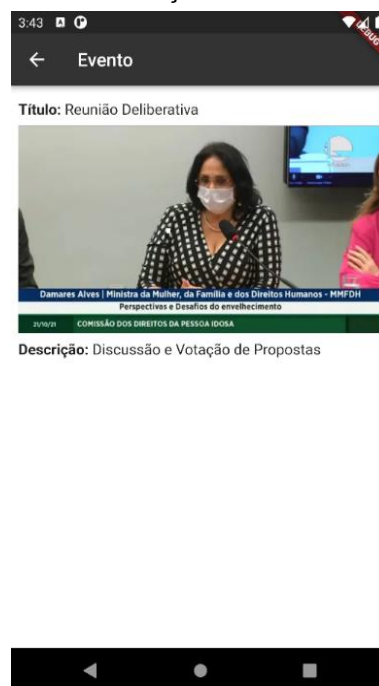 3:43
DEBUG
Evento
Título: Reunião Deliberativa
Damares Alves | Ministra da Mulher, da Família e dos Direitos Humanos - MMFDH
Perspectivas e Desafios do envelhecimento
21/10/21 COMISSÃO DOS DIREITOS DA PESSOA IDOSA
Descrição: Discussão e Votação de Propostas